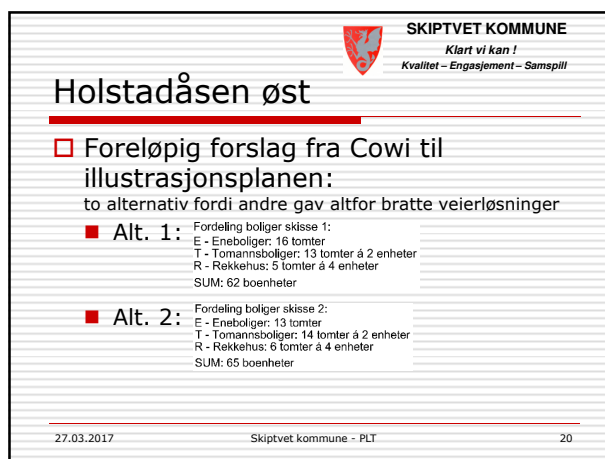 SKIPTVET KOMMUNE
Klart vi kan !
Kvalitet – Engasjement – Samspill
Holstadåsen øst
Foreløpig forslag fra Cowi til
illustrasjonsplanen:
to alternativ fordi andre gav altfor bratte veierløsninger
Alt. 1:
Fordeling boliger skisse 1:
E - Eneboliger: 16 tomter
T - Tomannsboliger: 13 tomter á 2 enheter
R - Rekkehus: 5 tomter á 4 enheter
SUM: 62 boenheter
Alt. 2:
Fordeling boliger skisse 2:
E - Eneboliger: 13 tomter
T - Tomannsboliger: 14 tomter á 2 enheter
R - Rekkehus: 6 tomter á 4 enheter
SUM: 65 boenheter
27.03.2017 Skiptvet kommune - PLT 20